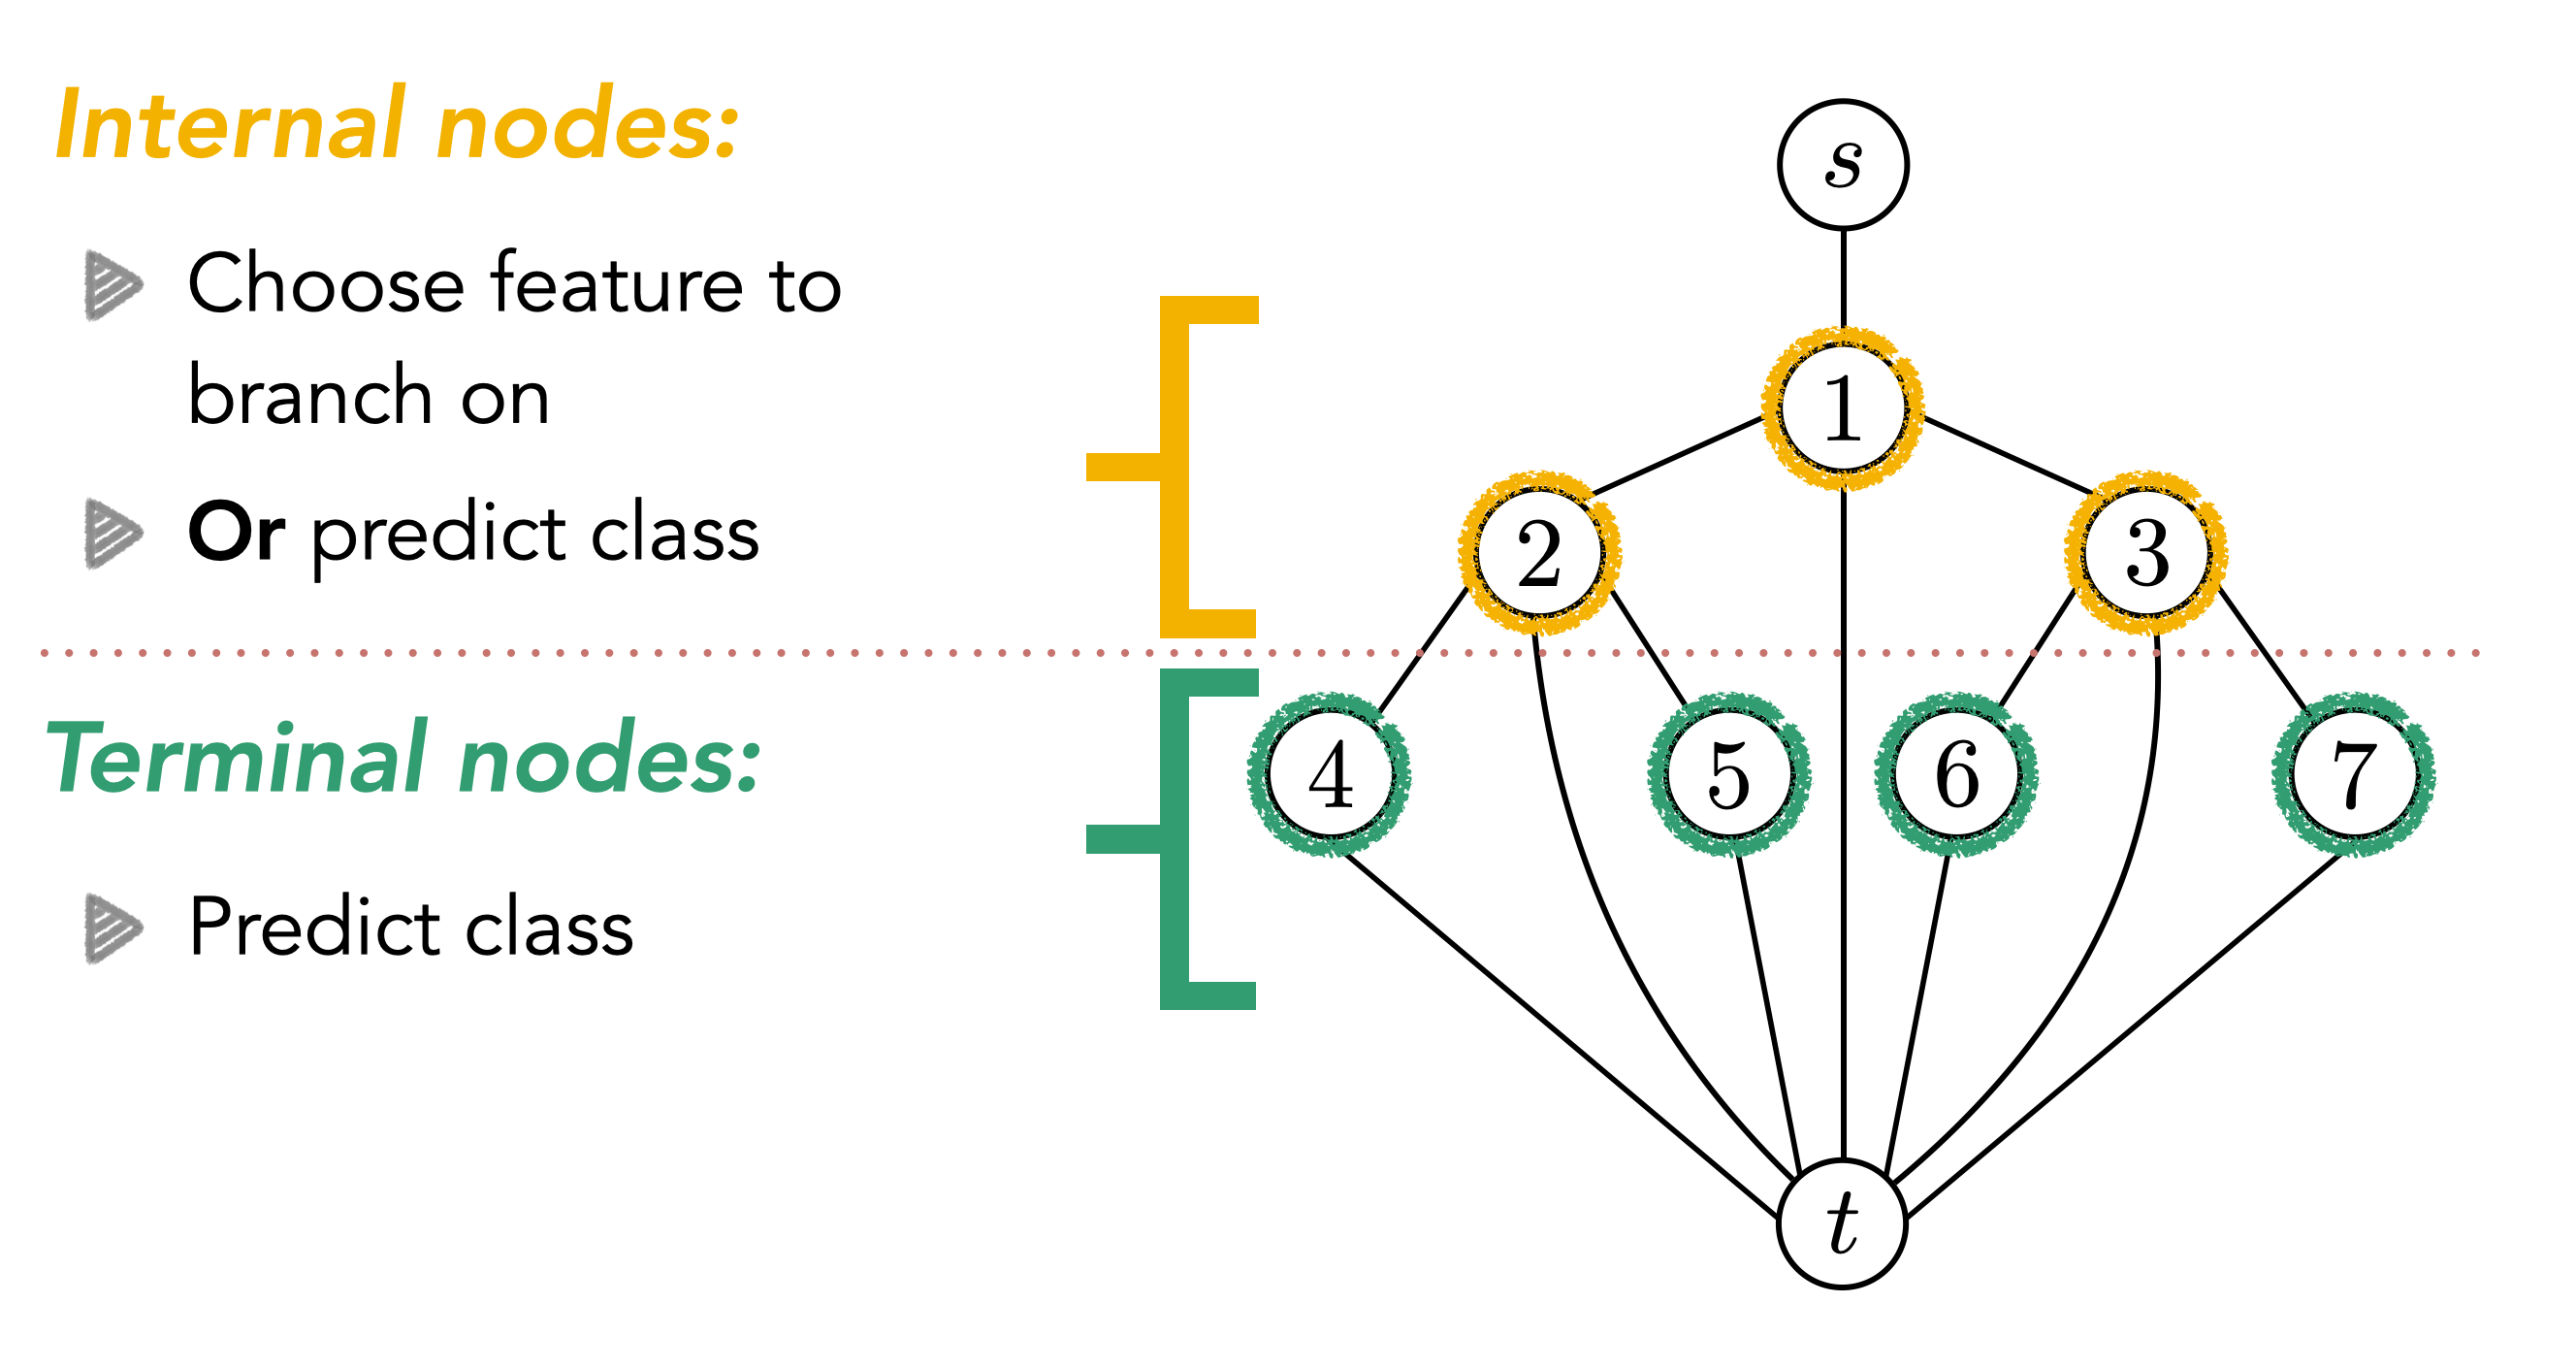 Internal nodes:
Choose feature to
branch on
Or predict class
Terminal nodes:
Predict class
s
1
2
3
4
5
6
7
t